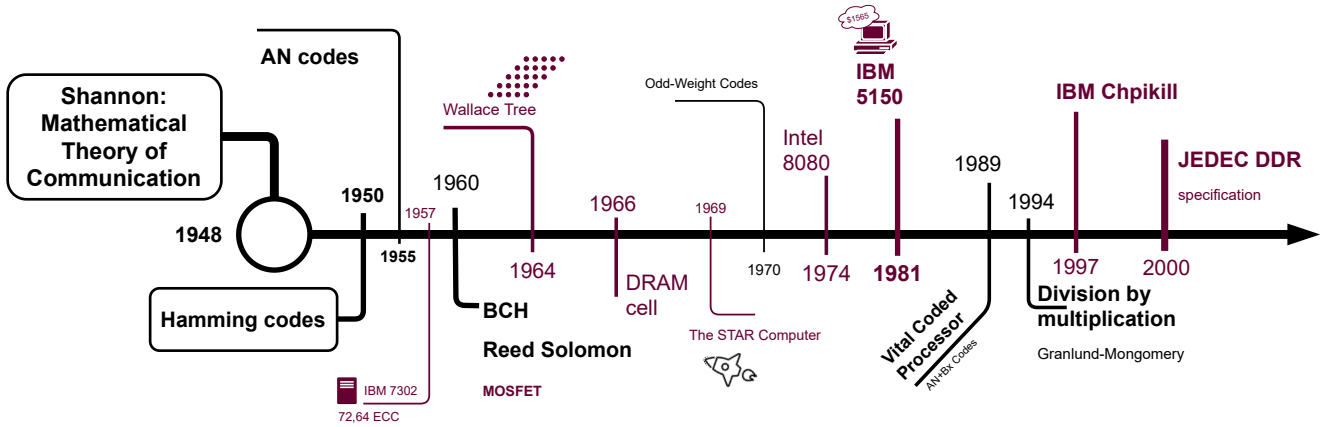 $1565
AN codes
Shannon:
Mathematical
Theory of
Communication
1948
Hamming codes
1950
1955
1957
IBM 7302
72,64 ECC
1960
BCH
Reed Solomon
MOSFET
Wallace Tree
1964
1966
DRAM
cell
1969
The STAR Computer
Odd-Weight Codes
1970
Intel
8080
1974
IBM
5150
1981
1989
Vital Coded
Processor
AN+Bx Codes
1994
Division by
multiplication
Granlund-Mongomery
IBM Chpikill
1997
JEDEC DDR
specification
2000